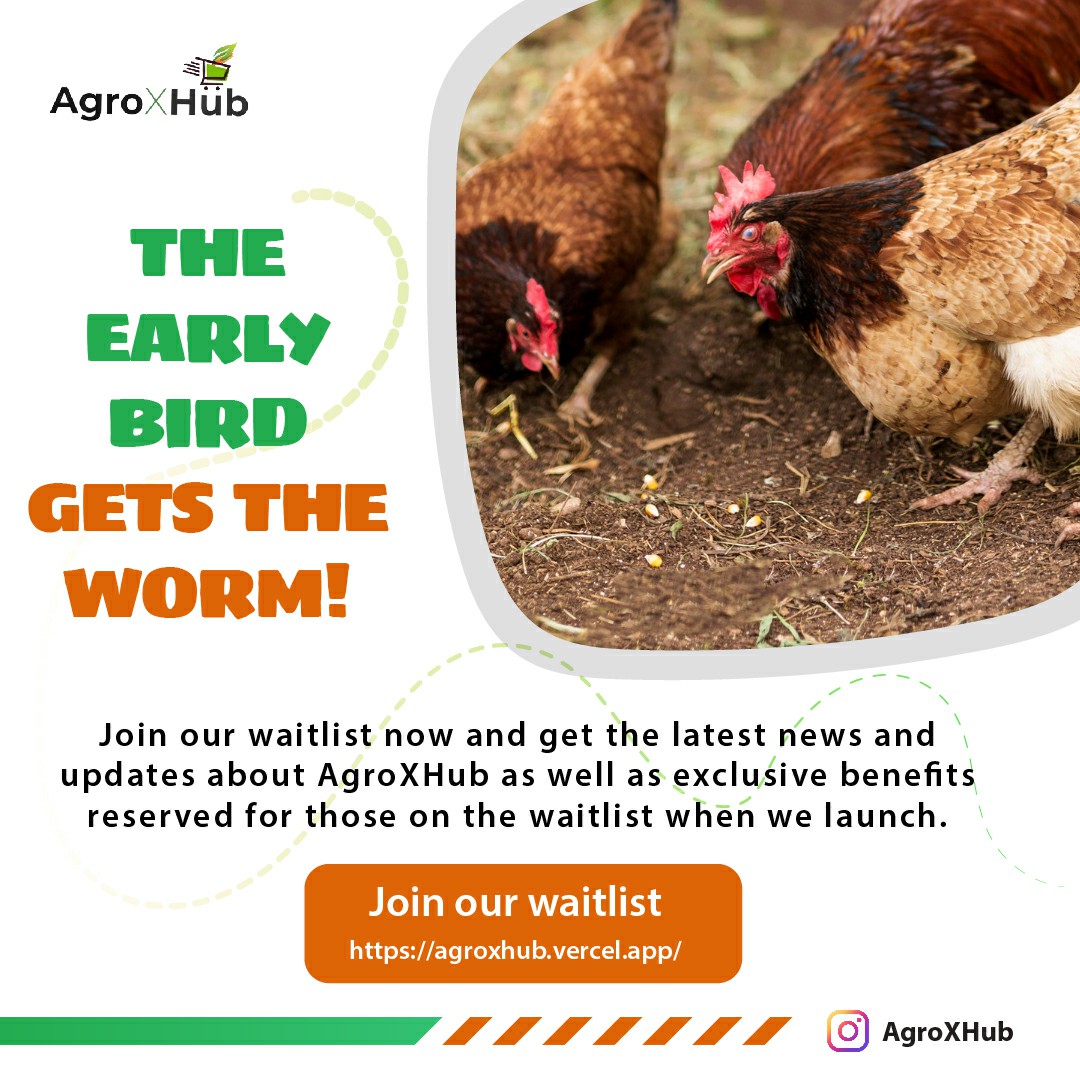 AgroXHub
THE
EARLY
BIRD
GETS THE
WORM!
Join our waitlist now and get the latest news and
updates about AgroXHub as well as exclusive benefits
reserved for those on the waitlist when we launch.
Join our waitlist
https://agroxhub.vercel.app/
AgroXHub